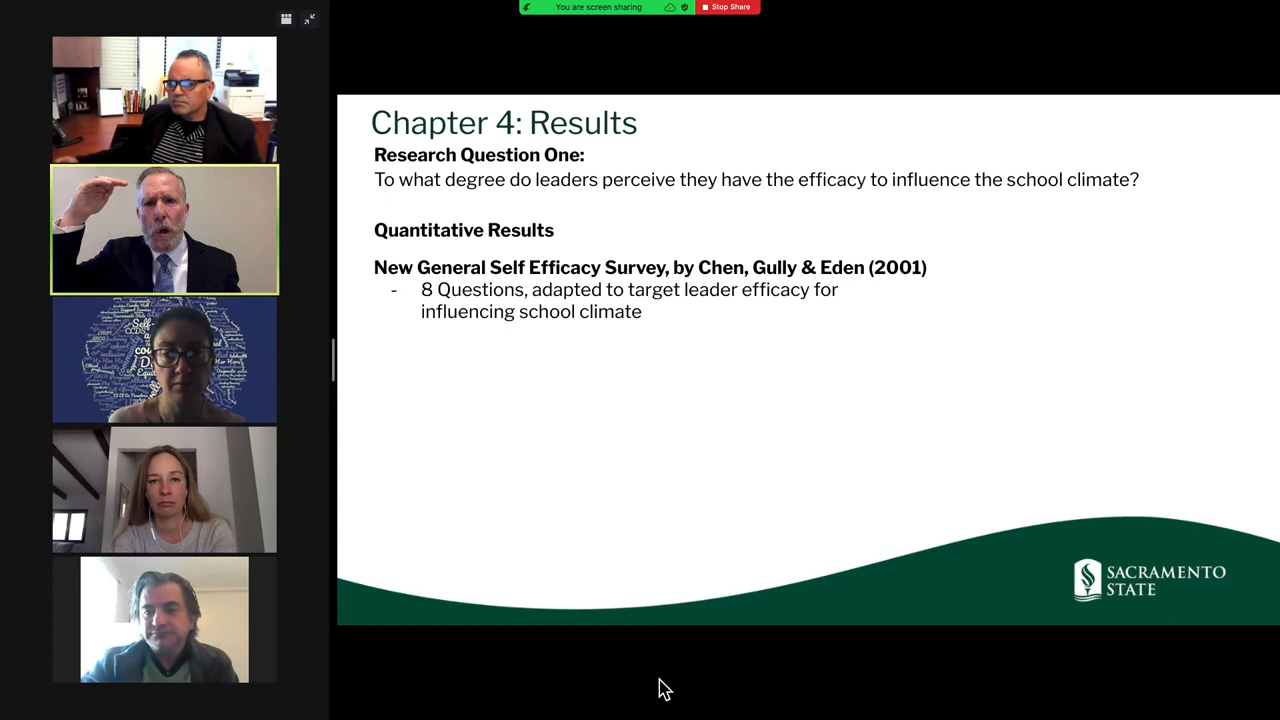 You are screen sharing
Stop Share
Chapter 4: Results
Research Question One:
To what degree do leaders perceive they have the efficacy to influence the school climate?
Quantitative Results
New General Self Efficacy Survey, by Chen, Gully & Eden (2001)
- 8 Questions, adapted to target leader efficacy for
influencing school climate
SACRAMENTO
STATE